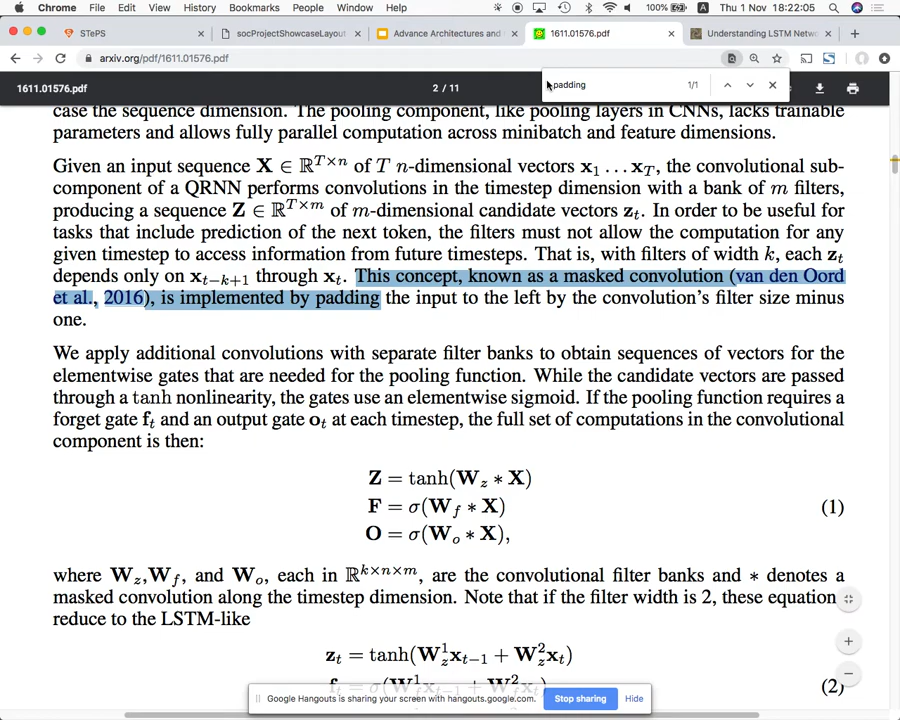 Chrome File Edit View History Bookmarks People Window Help 100% A Thu 1 Nov 18:22:05
STePS × socProjectShowcaseLayout × Advance Architectures and × 1611.01576.pdf × Understanding LSTM Netw × +
arxiv.org/pdf/1611.01576.pdf
padding 1/1
1611.01576.pdf 2 / 11
case the sequence dimension. The pooling component, like pooling layers in CNNs, lacks trainable
parameters and allows fully parallel computation across minibatch and feature dimensions.
Given an input sequence X ∈ ℝ^{T×n} of T n-dimensional vectors x₁ … x_T, the convolutional sub-
component of a QRNN performs convolutions in the timestep dimension with a bank of m filters,
producing a sequence Z ∈ ℝ^{T×m} of m-dimensional candidate vectors z_t. In order to be useful for
tasks that include prediction of the next token, the filters must not allow the computation for any
given timestep to access information from future timesteps. That is, with filters of width k, each z_t
depends only on x_{t−k+1} through x_t. This concept, known as a masked convolution (van den Oord
et al., 2016), is implemented by padding the input to the left by the convolution's filter size minus
one.
We apply additional convolutions with separate filter banks to obtain sequences of vectors for the
elementwise gates that are needed for the pooling function. While the candidate vectors are passed
through a tanh nonlinearity, the gates use an elementwise sigmoid. If the pooling function requires a
forget gate f_t and an output gate o_t at each timestep, the full set of computations in the convolutional
component is then:
Z = tanh(W_z ∗ X)
F = σ(W_f ∗ X) (1)
O = σ(W_o ∗ X),
where W_z,W_f, and W_o, each in ℝ^{k×n×m}, are the convolutional filter banks and ∗ denotes a
masked convolution along the timestep dimension. Note that if the filter width is 2, these equation
reduce to the LSTM-like
z_t = tanh(W_z^1 x_{t−1} + W_z^2 x_t)
f_t = σ(W_f^1 x_{t−1} + W_f^2 x_t) (2)
Google Hangouts is sharing your screen with hangouts.google.com. Stop sharing Hide